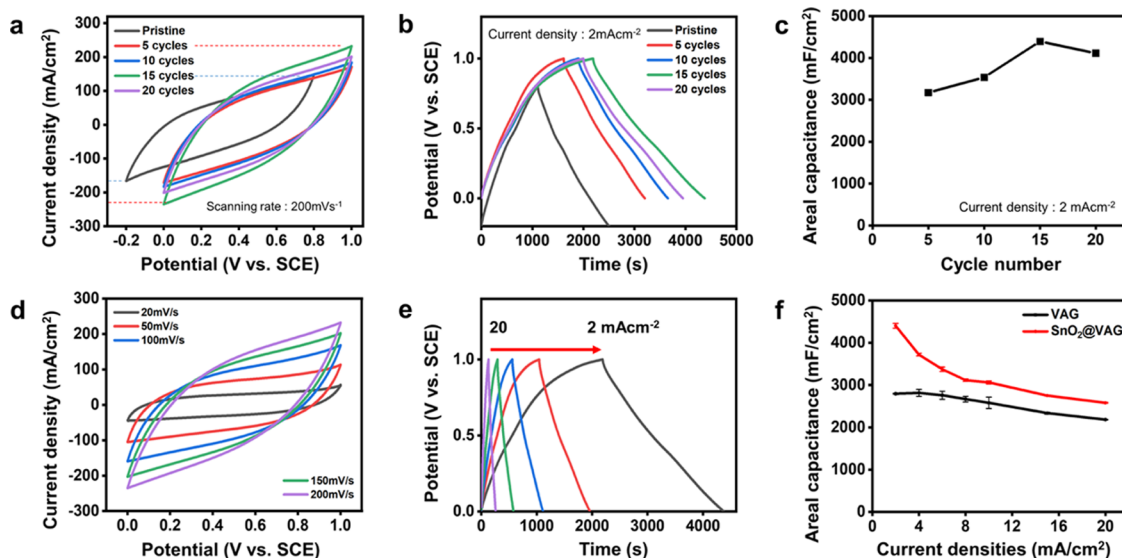 a
300
200
100
0
-100
-200
-300
Current density (mA/cm²)
Pristine
5 cycles
10 cycles
15 cycles
20 cycles
Scanning rate : 200mVs⁻¹
-0.2 0.0 0.2 0.4 0.6 0.8 1.0
Potential (V vs. SCE)
b
1.0
0.5
0.0
Potential (V vs. SCE)
Current density : 2mAcm⁻²
Pristine
5 cycles
10 cycles
15 cycles
20 cycles
0 1000 2000 3000 4000 5000
Time (s)
c
5000
4000
3000
2000
1000
0
Areal capacitance (mF/cm²)
Current density : 2 mAcm⁻²
5 10 15 20
Cycle number
d
300
200
100
0
-100
-200
-300
Current density (mA/cm²)
20mV/s
50mV/s
100mV/s
150mV/s
200mV/s
0.0 0.2 0.4 0.6 0.8 1.0
Potential (V vs. SCE)
e
1.0
0.5
0.0
Potential (V vs. SCE)
20 2 mAcm⁻²
0 1000 2000 3000 4000
Time (s)
f
5000
4000
3000
2000
1000
0
Areal capacitance (mF/cm²)
VAG
SnO₂@VAG
4 8 12 16 20
Current densities (mA/cm²)